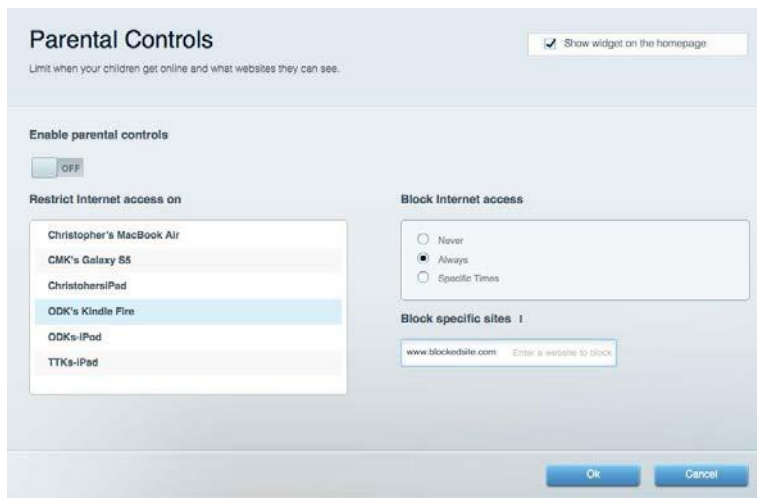 Parental Controls
Show widget on the homepage
Limit when your children get online and what websites they can see.
Enable parental controls
OFF
Restrict Internet access on
Christopher's MacBook Air
CMK's Galaxy S5
ChristohersiPad
ODK's Kindle Fire
ODKs-iPod
TTKs-iPad
Block Internet access
Never
Always
Specific Times
Block specific sites
www.blockedsite.com Enter a website to block
Ok Cancel